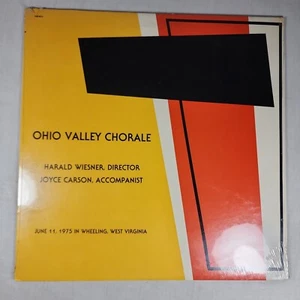 OHIO VALLEY CHORALE
HARALD WIESNER, DIRECTOR
JOYCE CARSON, ACCOMPANIST
JUNE 11, 1975 IN WHEELING, WEST VIRGINIA